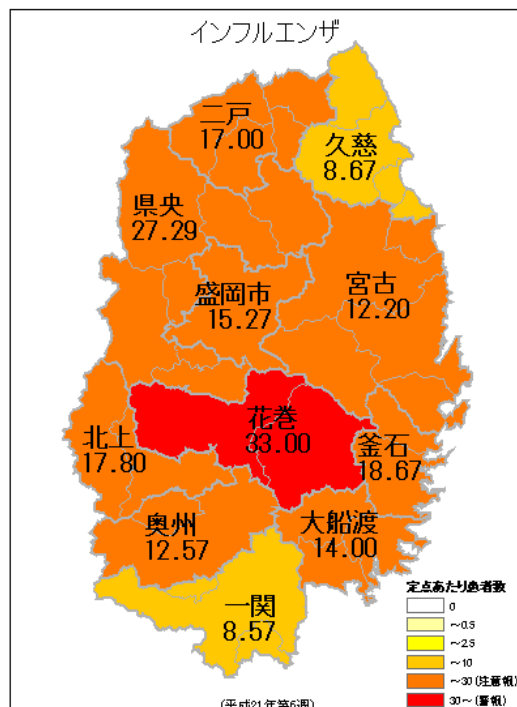 インフルエンザ
二戸
17.00
久慈
8.67
県央
27.29
盛岡市
15.27
宮古
12.20
花巻
33.00
北上
17.80
釜石
18.67
奥州
12.57
大船渡
14.00
一関
8.57
定点あたり患者数
0
～0.5
～2.5
～10
～30(注意報)
30～(警報)
(平成21年第6週)